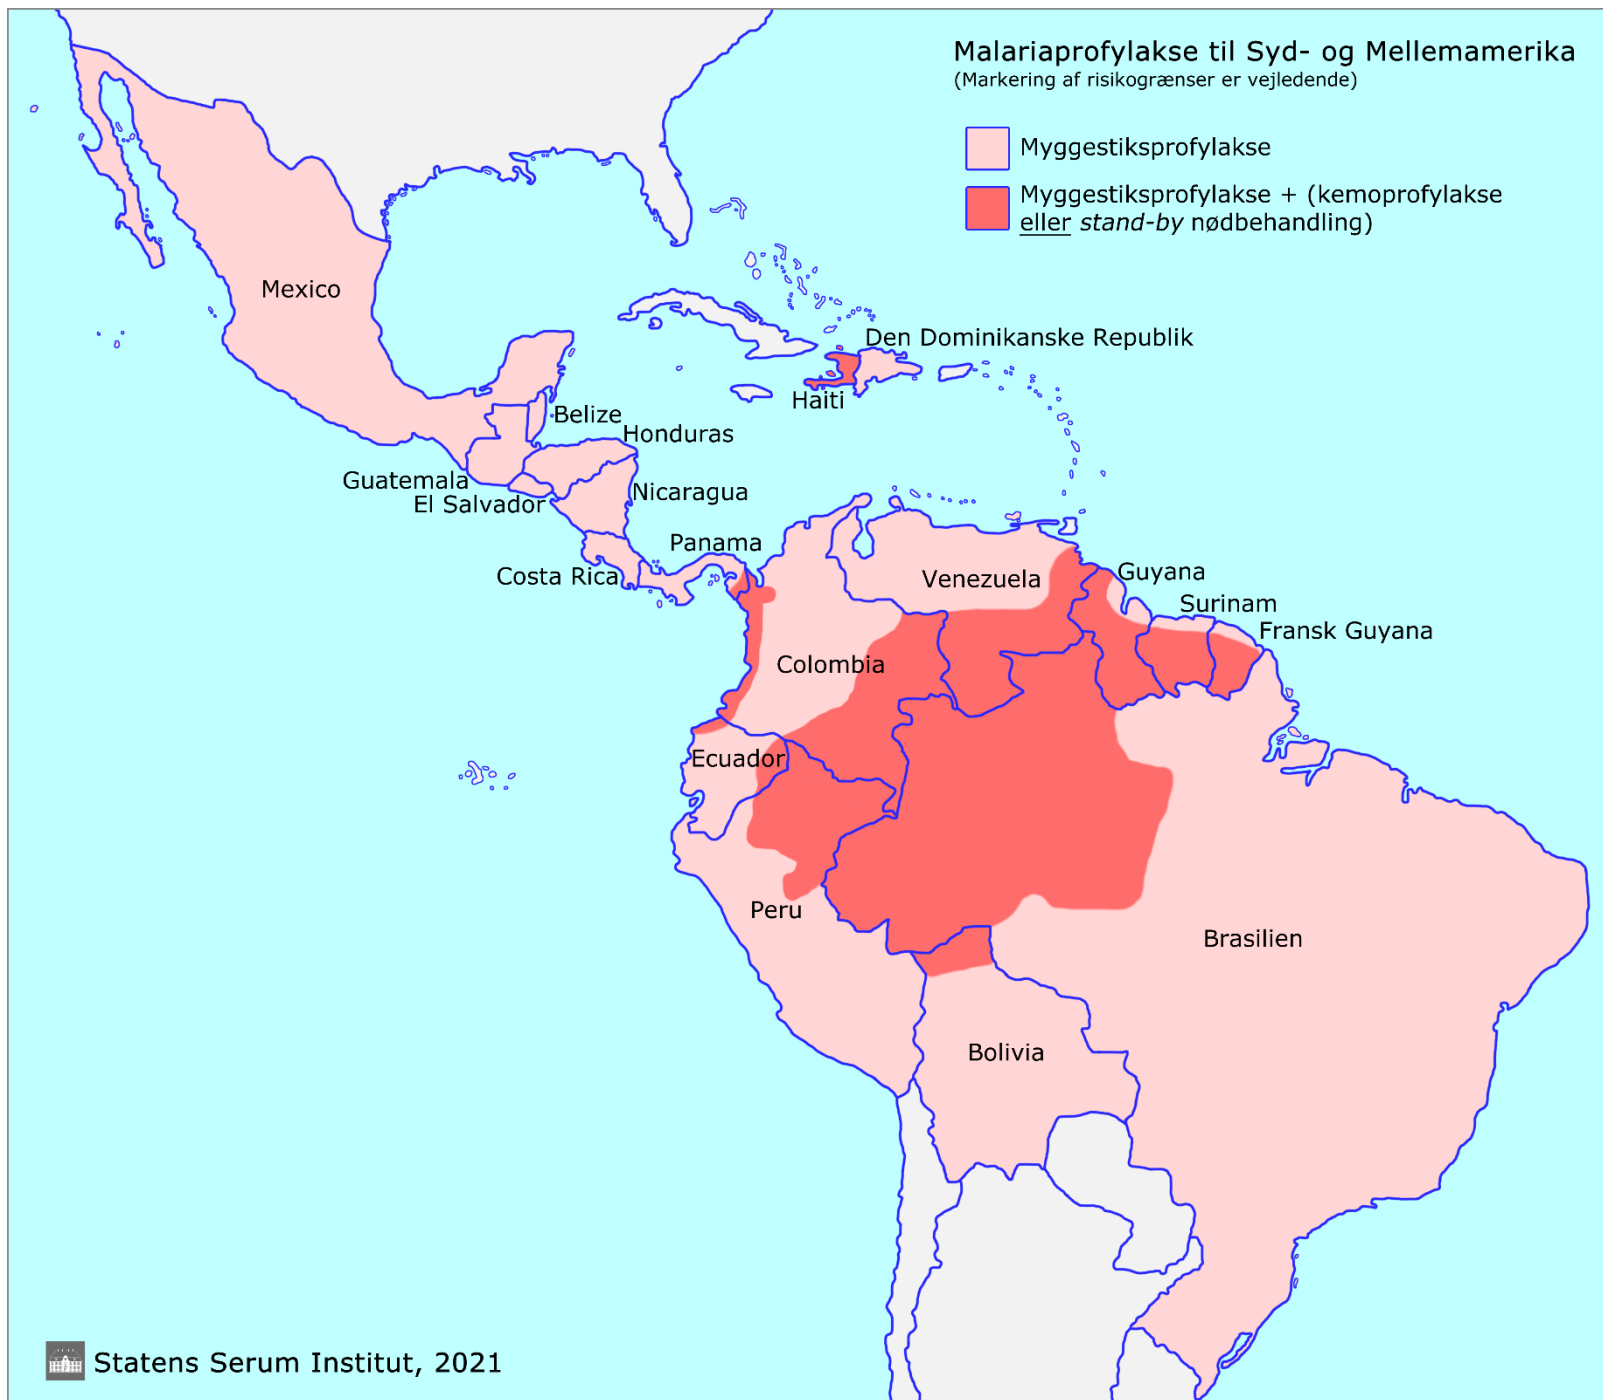 Malariaprofylakse til Syd- og Mellemamerika
(Markering af risikogrænser er vejledende)
Myggestiksprofylakse
Myggestiksprofylakse + (kemoprofylakse
eller stand-by nødbehandling)
Mexico
Den Dominikanske Republik
Haiti
Belize
Honduras
Guatemala
El Salvador
Nicaragua
Panama
Costa Rica
Venezuela
Guyana
Surinam
Fransk Guyana
Colombia
Ecuador
Peru
Brasilien
Bolivia
Statens Serum Institut, 2021